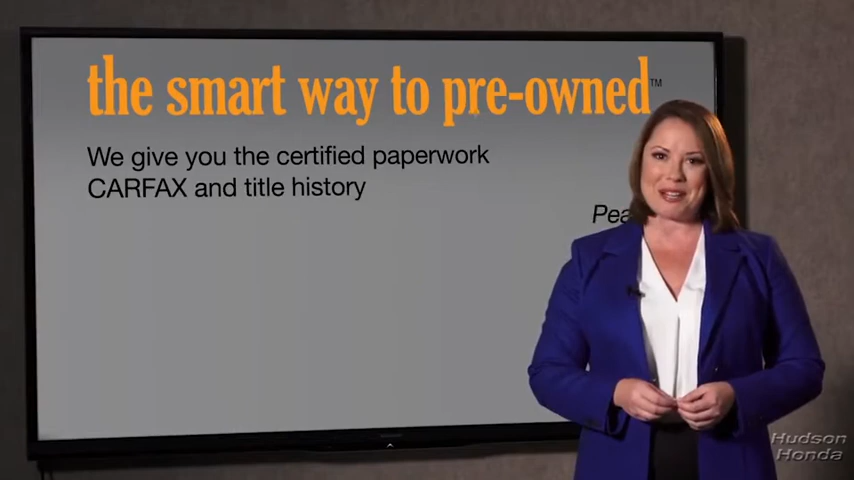 the smart way to pre-owned™
We give you the certified paperwork
CARFAX and title history
Hudson
Honda